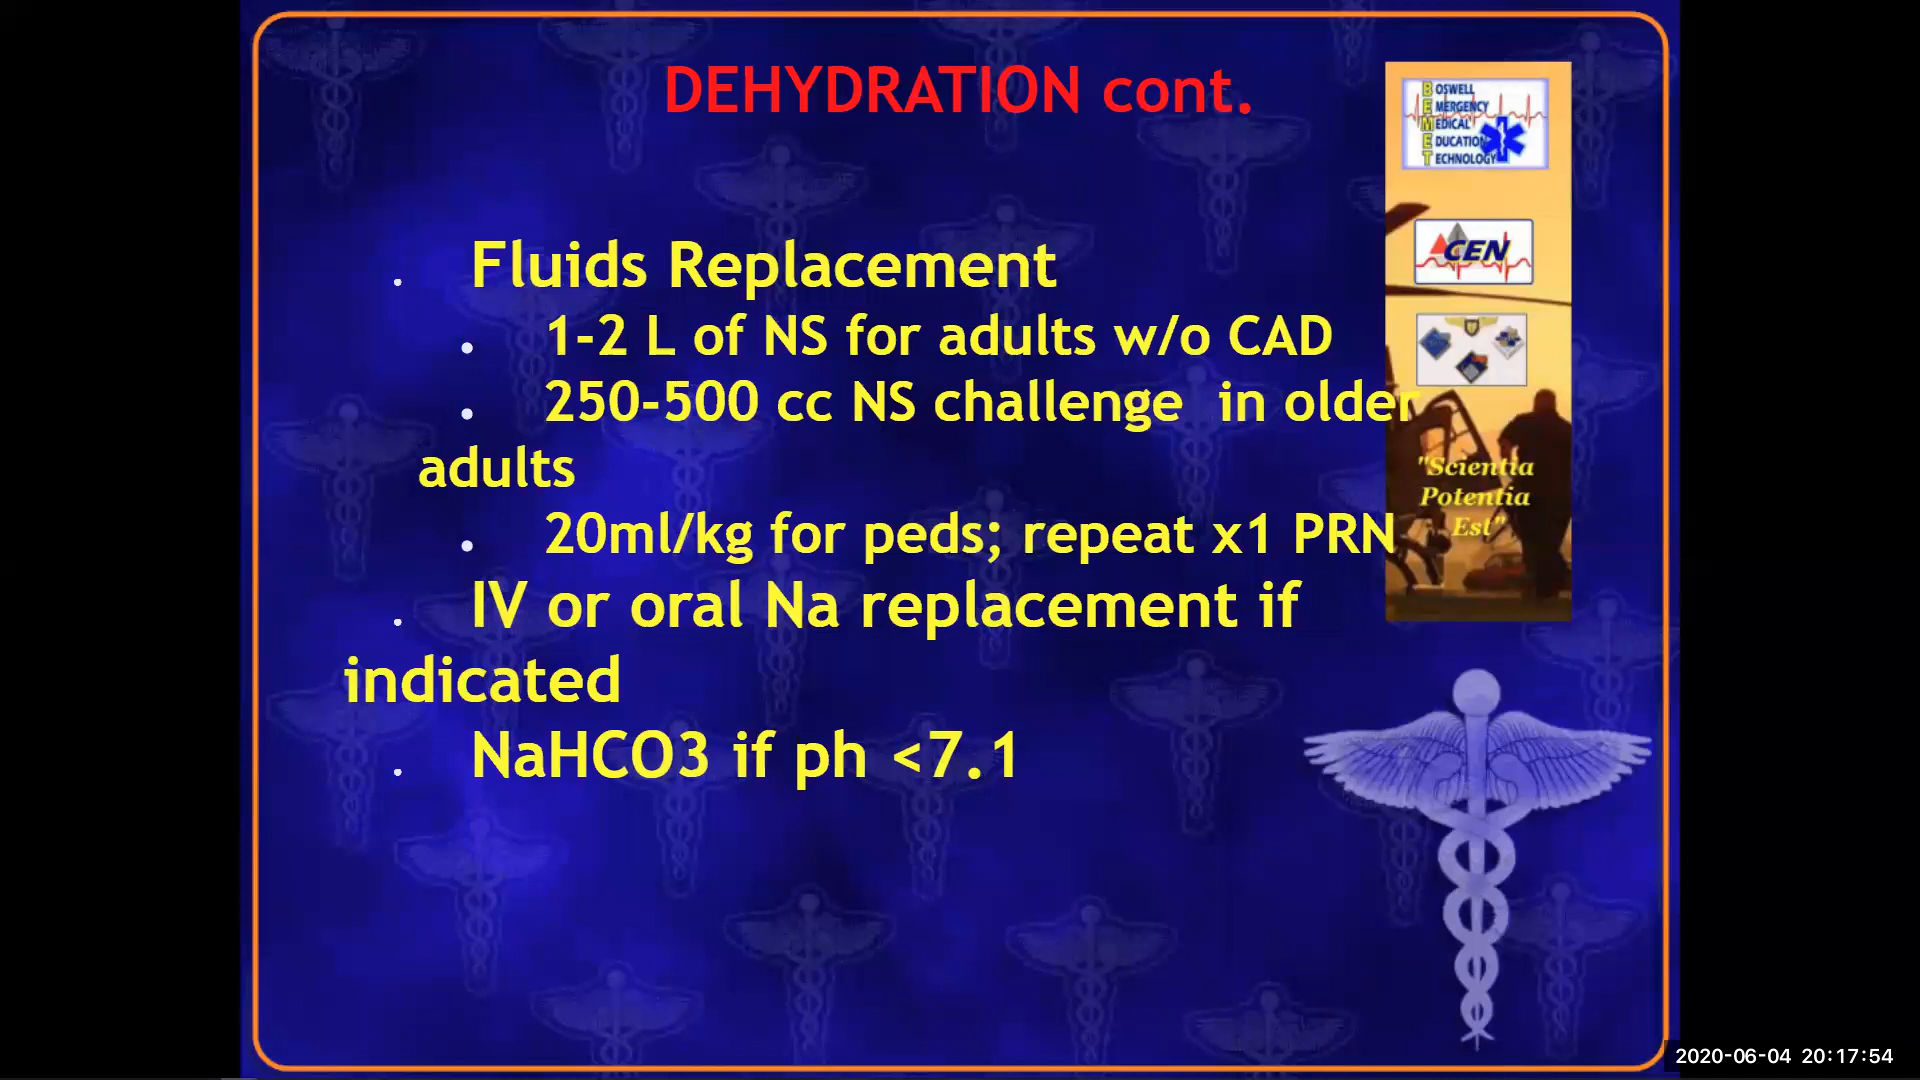 DEHYDRATION cont.
BOSWELL
EMERGENCY
MEDICAL
EDUCATION
TECHNOLOGY
CEN
. Fluids Replacement
• 1-2 L of NS for adults w/o CAD
• 250-500 cc NS challenge in older
adults
• 20ml/kg for peds; repeat x1 PRN
"Scientia
Potentia
Est"
. IV or oral Na replacement if
indicated
. NaHCO3 if ph <7.1
2020-06-04 20:17:54